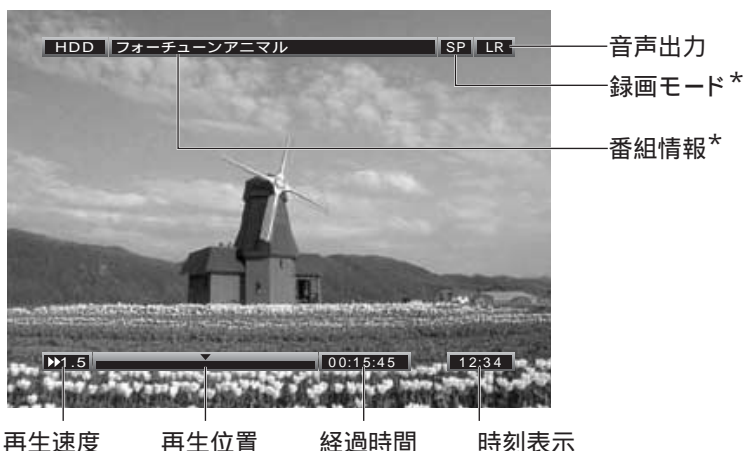 HDD フォーチューンアニマル SP LR 音声出力
録画モード*
番組情報*
▶▶1.5 00:15:45 12:34
再生速度 再生位置 経過時間 時刻表示